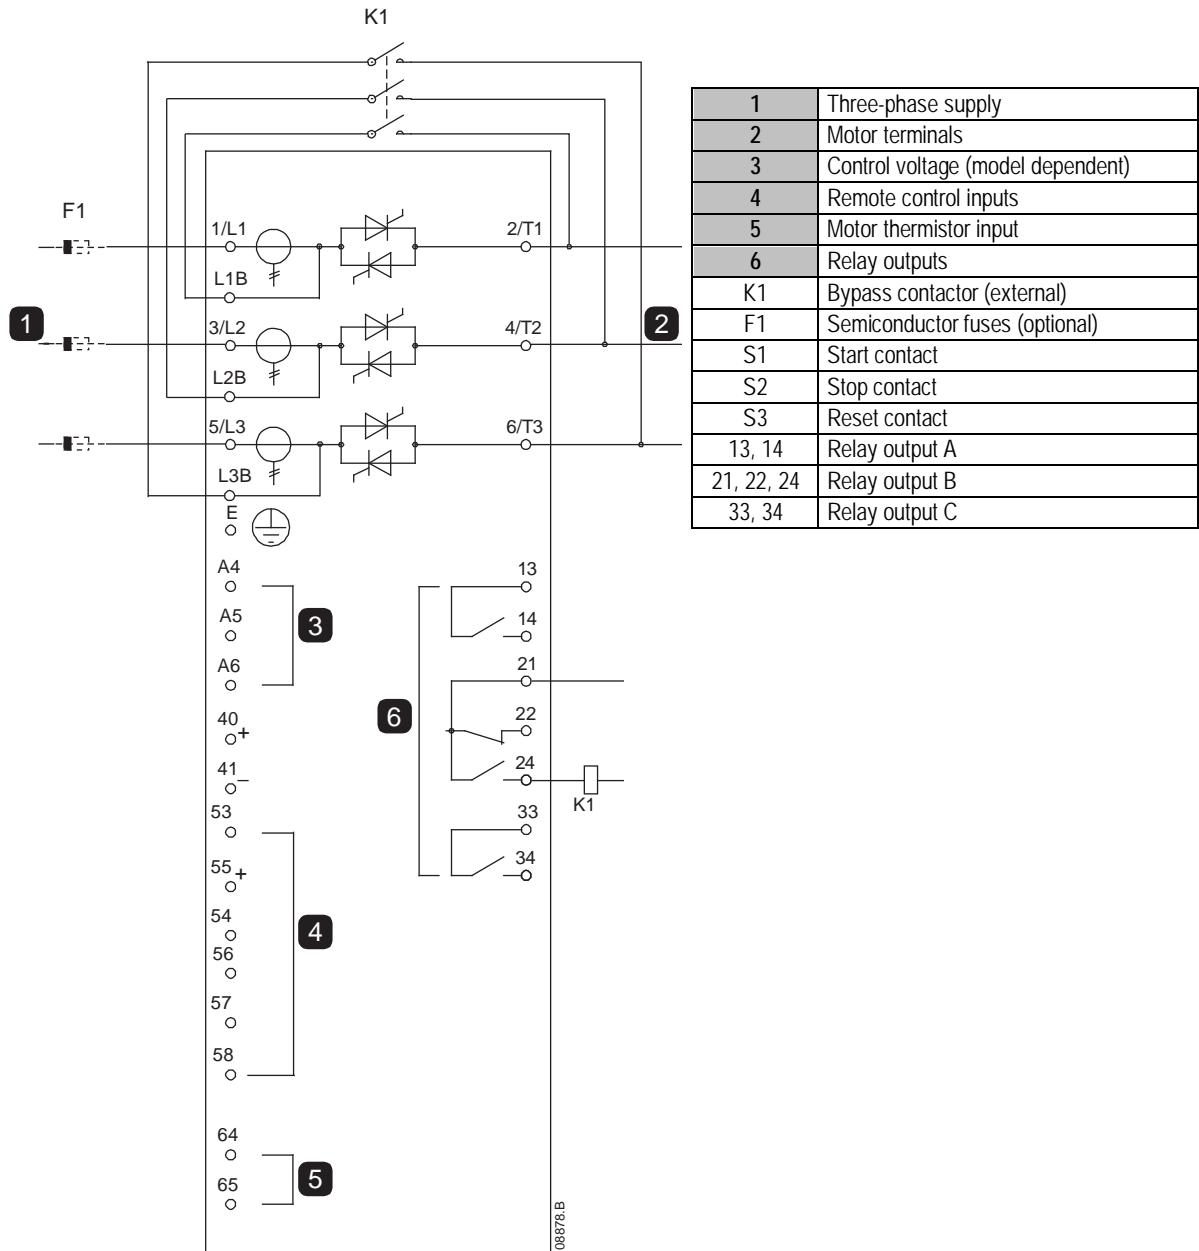 K1
F1
1/L1
2/T1
L1B
1
3/L2
4/T2
2
L2B
5/L3
6/T3
L3B
E
A4
A5
3
A6
40
+
41
–
53
55
+
54
4
56
57
58
64
5
65
13
14
21
6
22
24
K1
33
34
08878.B
1 Three-phase supply
2 Motor terminals
3 Control voltage (model dependent)
4 Remote control inputs
5 Motor thermistor input
6 Relay outputs
K1 Bypass contactor (external)
F1 Semiconductor fuses (optional)
S1 Start contact
S2 Stop contact
S3 Reset contact
13, 14 Relay output A
21, 22, 24 Relay output B
33, 34 Relay output C